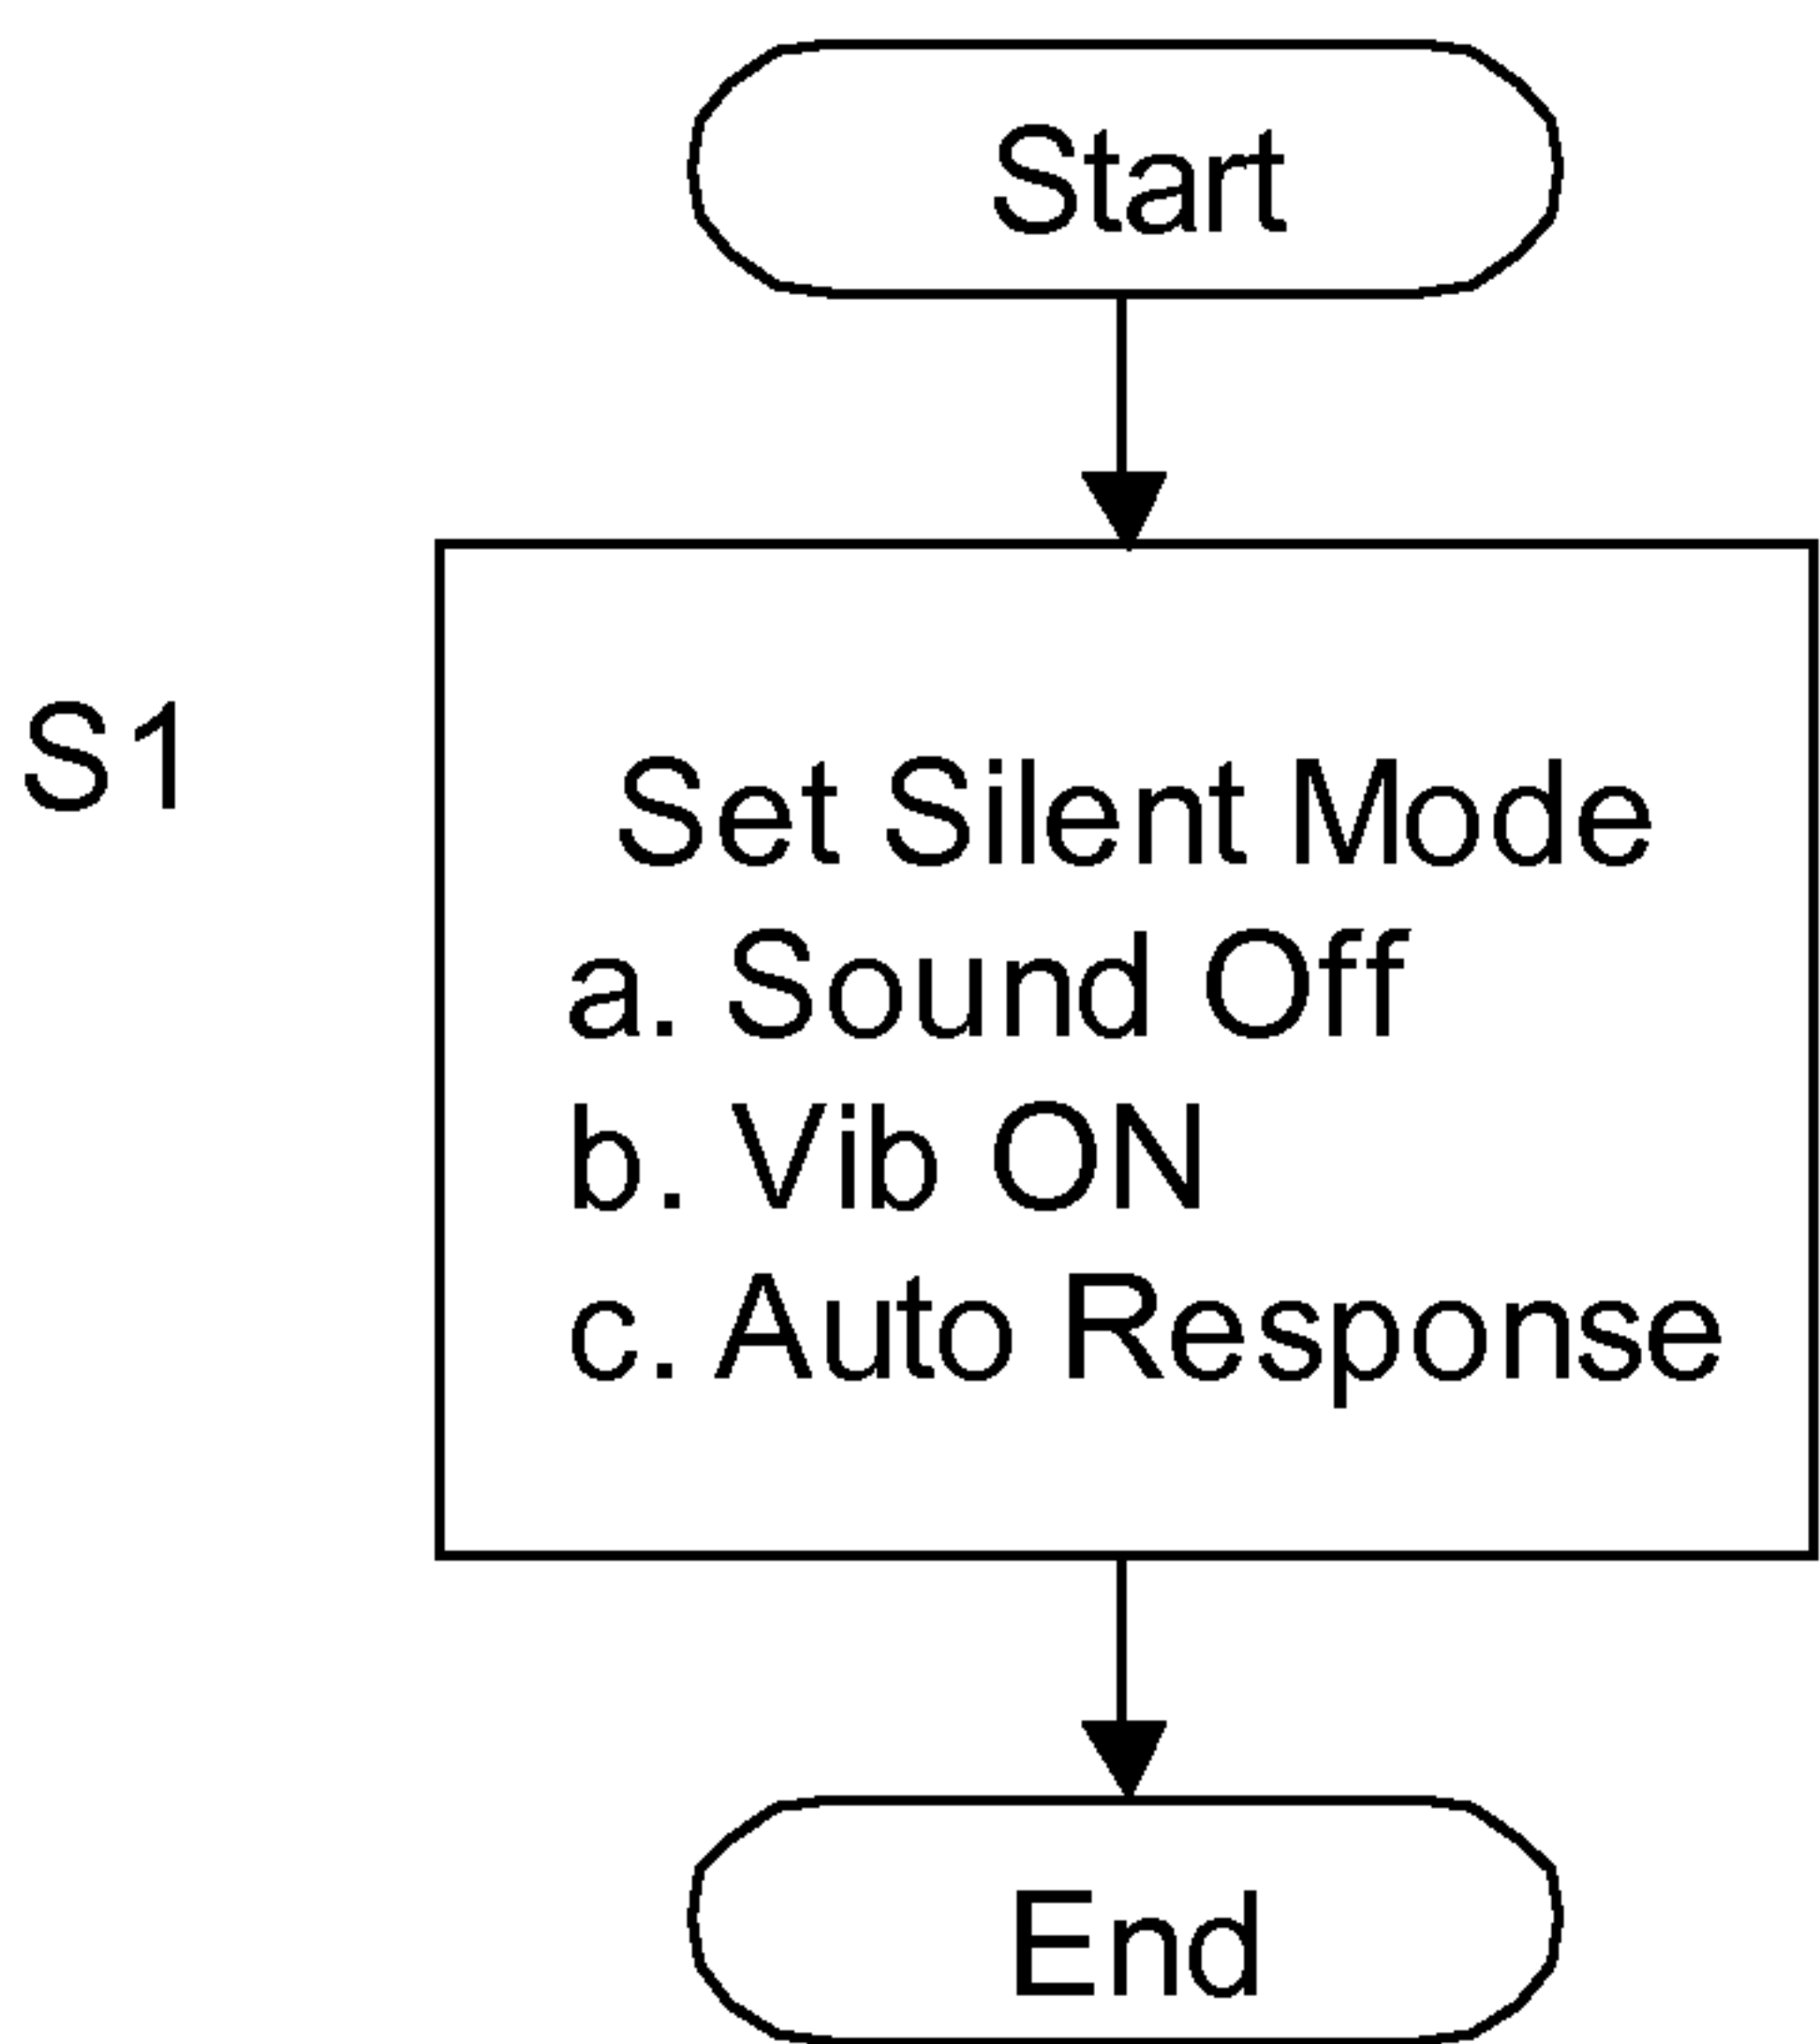 Start
S1
Set Silent Mode
a. Sound Off
b. Vib ON
c. Auto Response
End